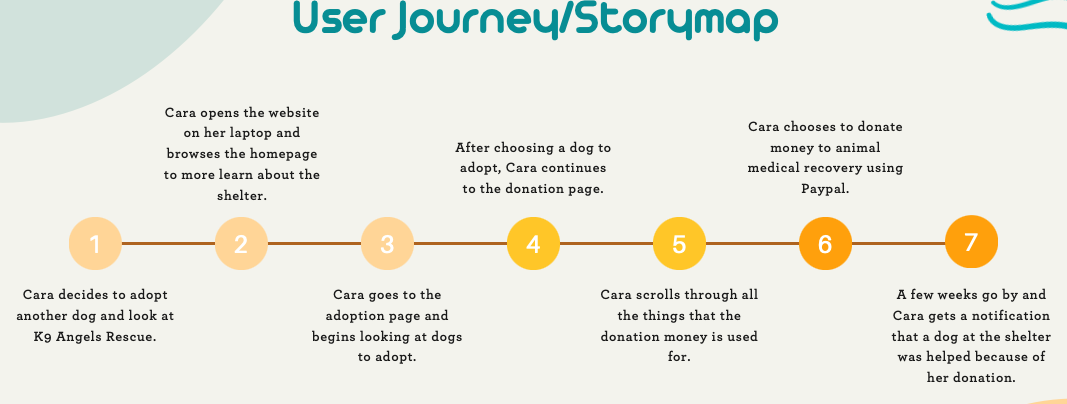 User Journey/Storymap
Cara opens the website
on her laptop and
browses the homepage
to more learn about the
shelter.
After choosing a dog to
adopt, Cara continues
to the donation page.
Cara chooses to donate
money to animal
medical recovery using
Paypal.
1
2
3
4
5
6
7
Cara decides to adopt
another dog and look at
K9 Angels Rescue.
Cara goes to the
adoption page and
begins looking at dogs
to adopt.
Cara scrolls through all
the things that the
donation money is used
for.
A few weeks go by and
Cara gets a notification
that a dog at the shelter
was helped because of
her donation.